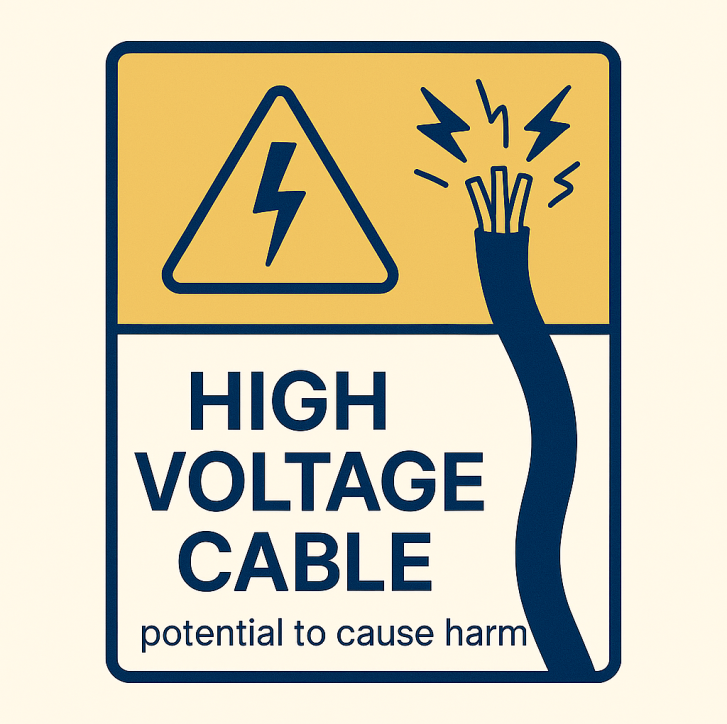 HIGH
VOLTAGE
CABLE
potential to cause harm